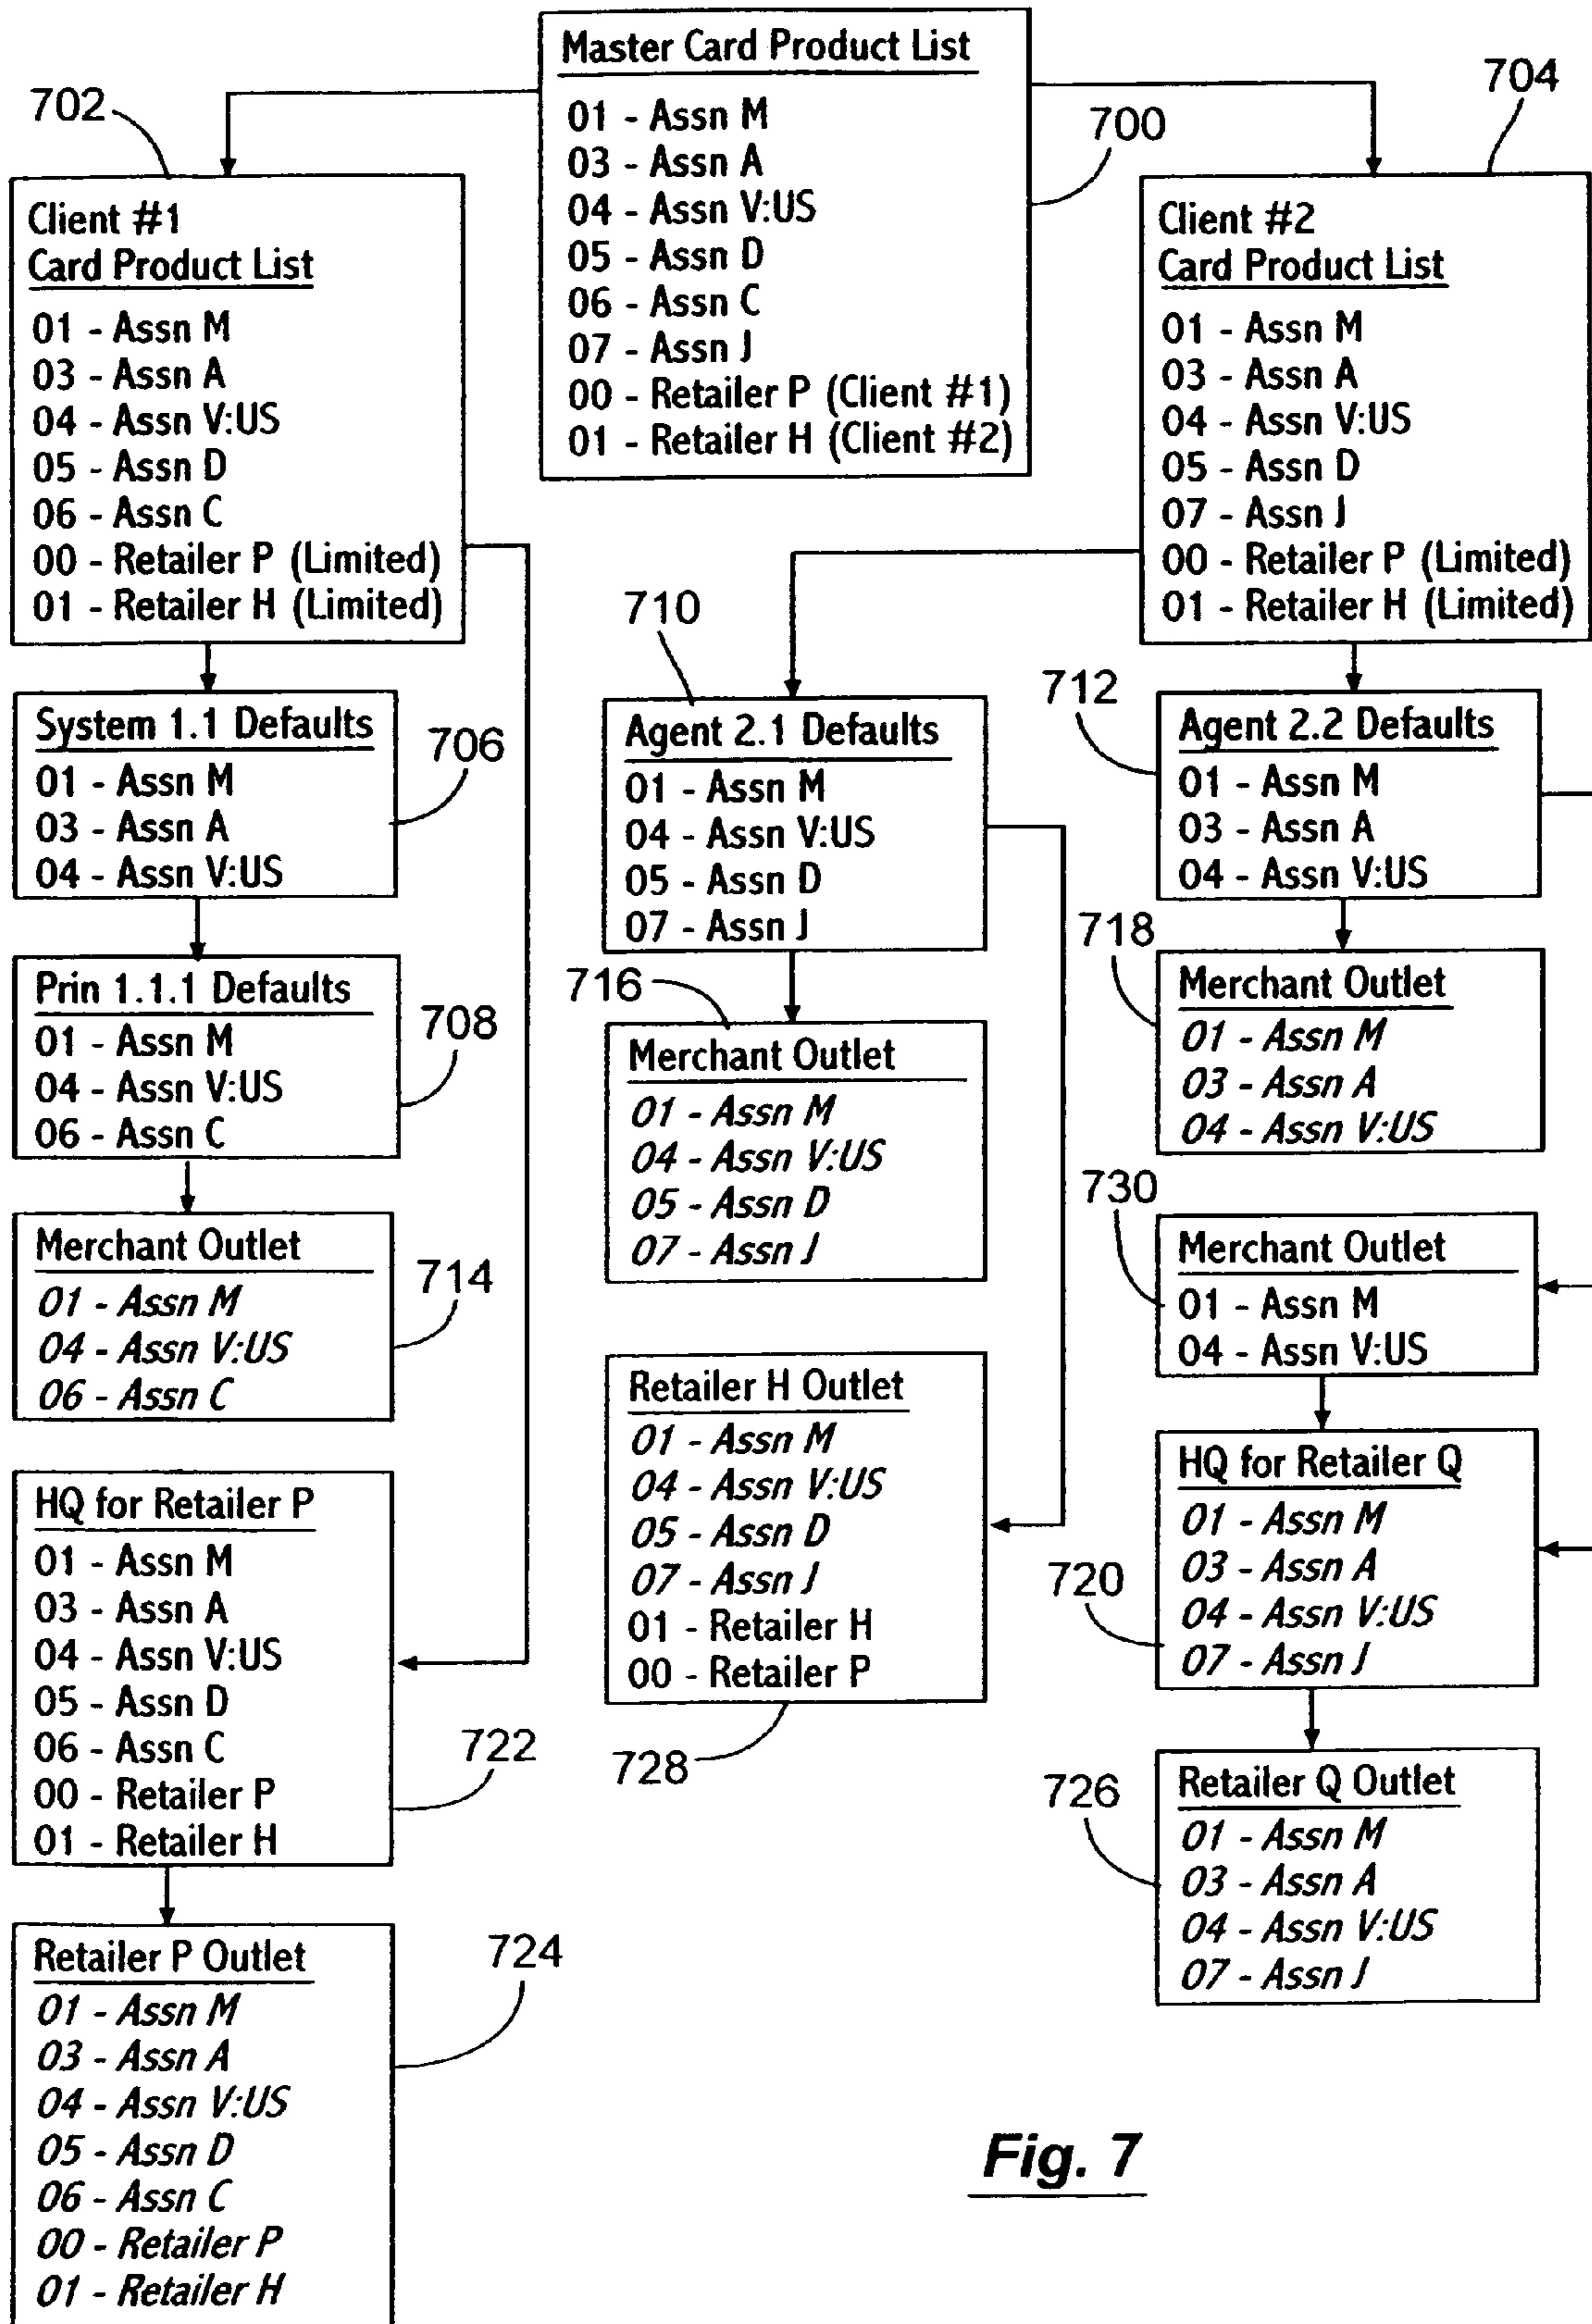 Master Card Product List
01 - Assn M
03 - Assn A
04 - Assn V:US
05 - Assn D
06 - Assn C
07 - Assn J
00 - Retailer P (Client #1)
01 - Retailer H (Client #2)
700
702
Client #1
Card Product List
01 - Assn M
03 - Assn A
04 - Assn V:US
05 - Assn D
06 - Assn C
00 - Retailer P (Limited)
01 - Retailer H (Limited)
704
Client #2
Card Product List
01 - Assn M
03 - Assn A
04 - Assn V:US
05 - Assn D
07 - Assn J
00 - Retailer P (Limited)
01 - Retailer H (Limited)
System 1.1 Defaults
01 - Assn M
03 - Assn A
04 - Assn V:US
706
Prin 1.1.1 Defaults
01 - Assn M
04 - Assn V:US
06 - Assn C
708
Merchant Outlet
01 - Assn M
04 - Assn V:US
06 - Assn C
714
HQ for Retailer P
01 - Assn M
03 - Assn A
04 - Assn V:US
05 - Assn D
06 - Assn C
00 - Retailer P
01 - Retailer H
722
Retailer P Outlet
01 - Assn M
03 - Assn A
04 - Assn V:US
05 - Assn D
06 - Assn C
00 - Retailer P
01 - Retailer H
724
710
Agent 2.1 Defaults
01 - Assn M
04 - Assn V:US
05 - Assn D
07 - Assn J
716
Merchant Outlet
01 - Assn M
04 - Assn V:US
05 - Assn D
07 - Assn J
Retailer H Outlet
01 - Assn M
04 - Assn V:US
05 - Assn D
07 - Assn J
01 - Retailer H
00 - Retailer P
728
712
Agent 2.2 Defaults
01 - Assn M
03 - Assn A
04 - Assn V:US
718
Merchant Outlet
01 - Assn M
03 - Assn A
04 - Assn V:US
730
Merchant Outlet
01 - Assn M
04 - Assn V:US
HQ for Retailer Q
01 - Assn M
03 - Assn A
04 - Assn V:US
07 - Assn J
720
Retailer Q Outlet
01 - Assn M
03 - Assn A
04 - Assn V:US
07 - Assn J
726
Fig. 7